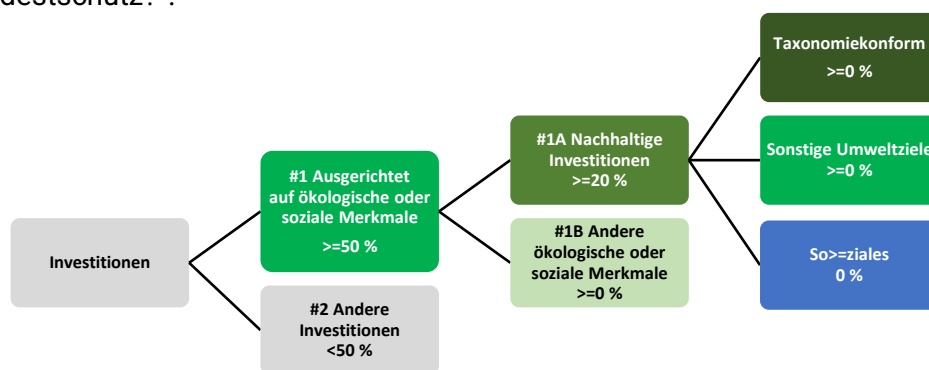 destschutz? .
Taxonomiekonform
>=0 %
#1A Nachhaltige
Investitionen
>=20 %
Sonstige Umweltziele
>=0 %
#1 Ausgerichtet
auf ökologische oder
soziale Merkmale
>=50 %
#1B Andere
ökologische oder
soziale Merkmale
>=0 %
So>=ziales
0 %
Investitionen
#2 Andere
Investitionen
<50 %